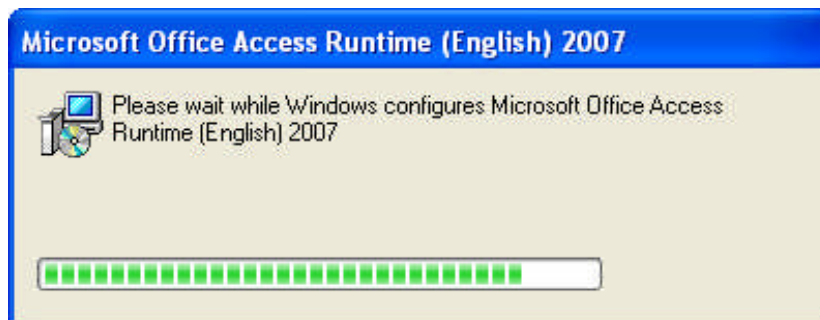 Microsoft Office Access Runtime (English) 2007
Please wait while Windows configures Microsoft Office Access
Runtime (English) 2007